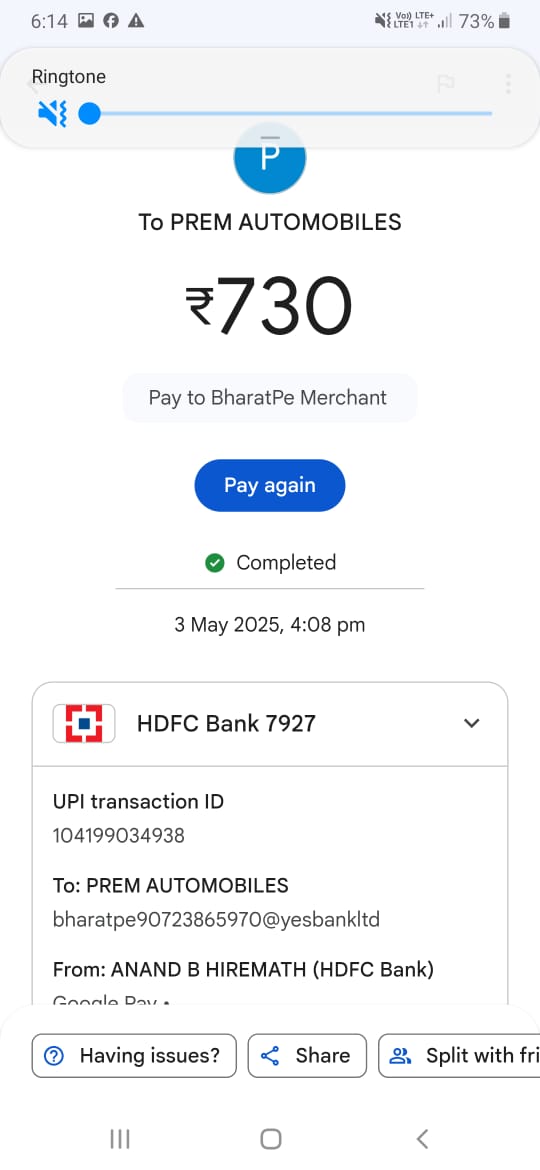 6:14
Vo) LTE+
LTE1
73%
Ringtone
P
To PREM AUTOMOBILES
₹730
Pay to BharatPe Merchant
Pay again
Completed
3 May 2025, 4:08 pm
HDFC Bank 7927
UPI transaction ID
104199034938
To: PREM AUTOMOBILES
bharatpe90723865970@yesbankltd
From: ANAND B HIREMATH (HDFC Bank)
Google Pay •
Having issues?
Share
Split with fri